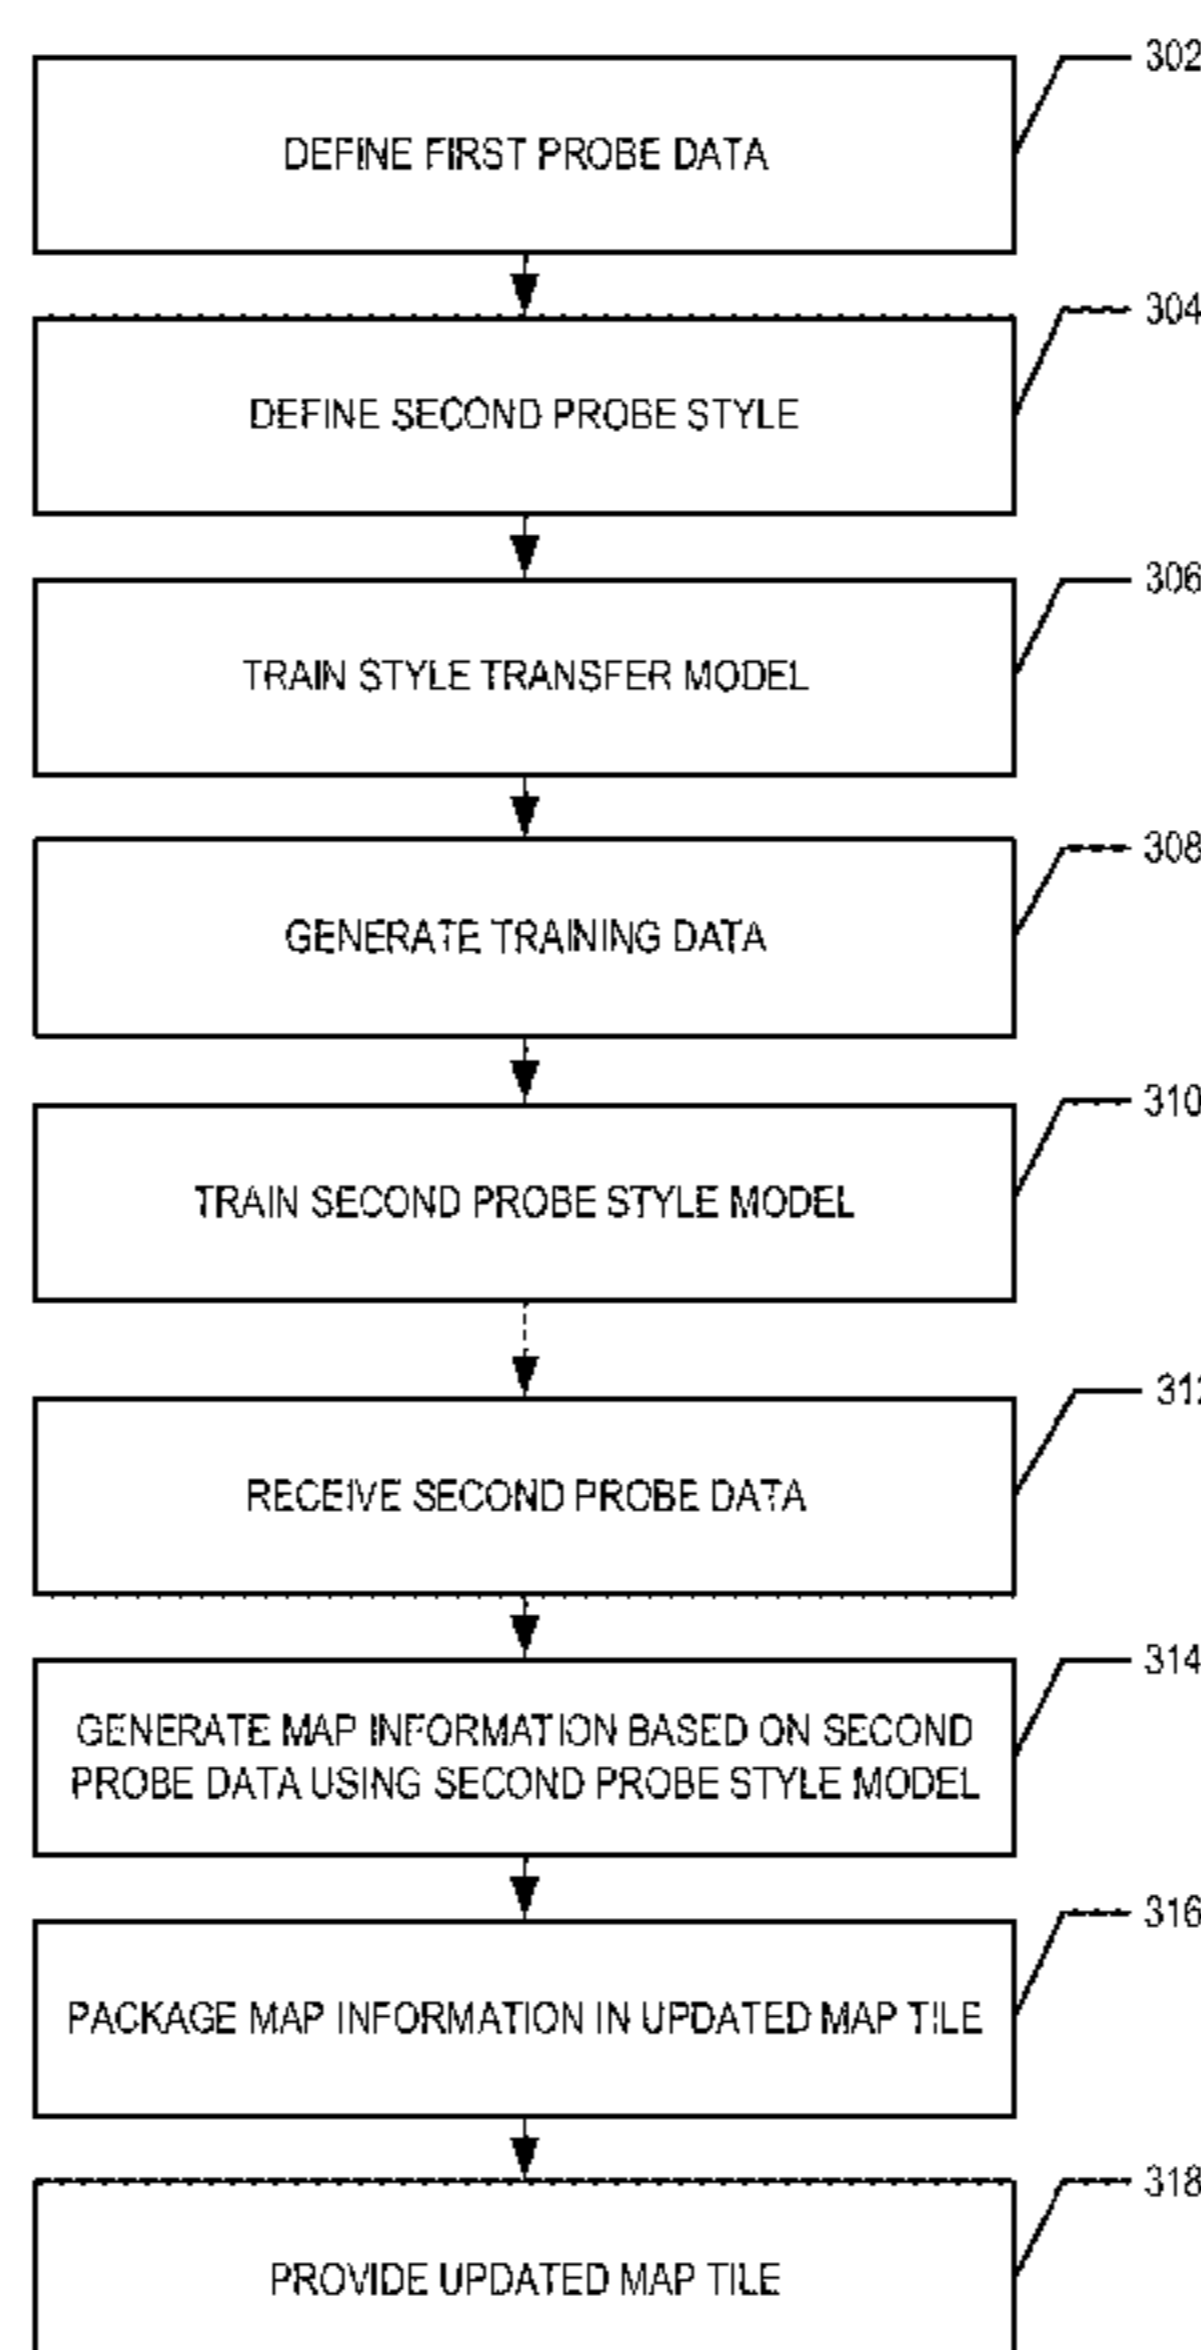 302
DEFINE FIRST PROBE DATA
304
DEFINE SECOND PROBE STYLE
306
TRAIN STYLE TRANSFER MODEL
308
GENERATE TRAINING DATA
310
TRAIN SECOND PROBE STYLE MODEL
312
RECEIVE SECOND PROBE DATA
314
GENERATE MAP INFORMATION BASED ON SECOND
PROBE DATA USING SECOND PROBE STYLE MODEL
316
PACKAGE MAP INFORMATION IN UPDATED MAP TILE
318
PROVIDE UPDATED MAP TILE